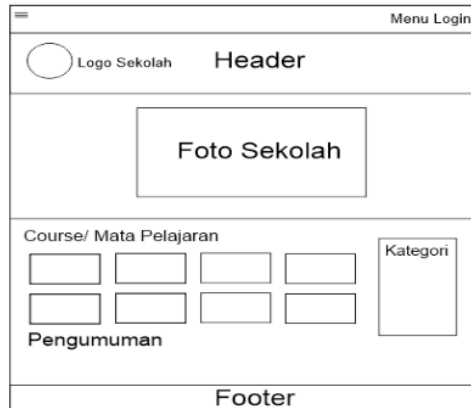 Menu Login
Logo Sekolah Header
Foto Sekolah
Course/ Mata Pelajaran
Kategori
Pengumuman
Footer